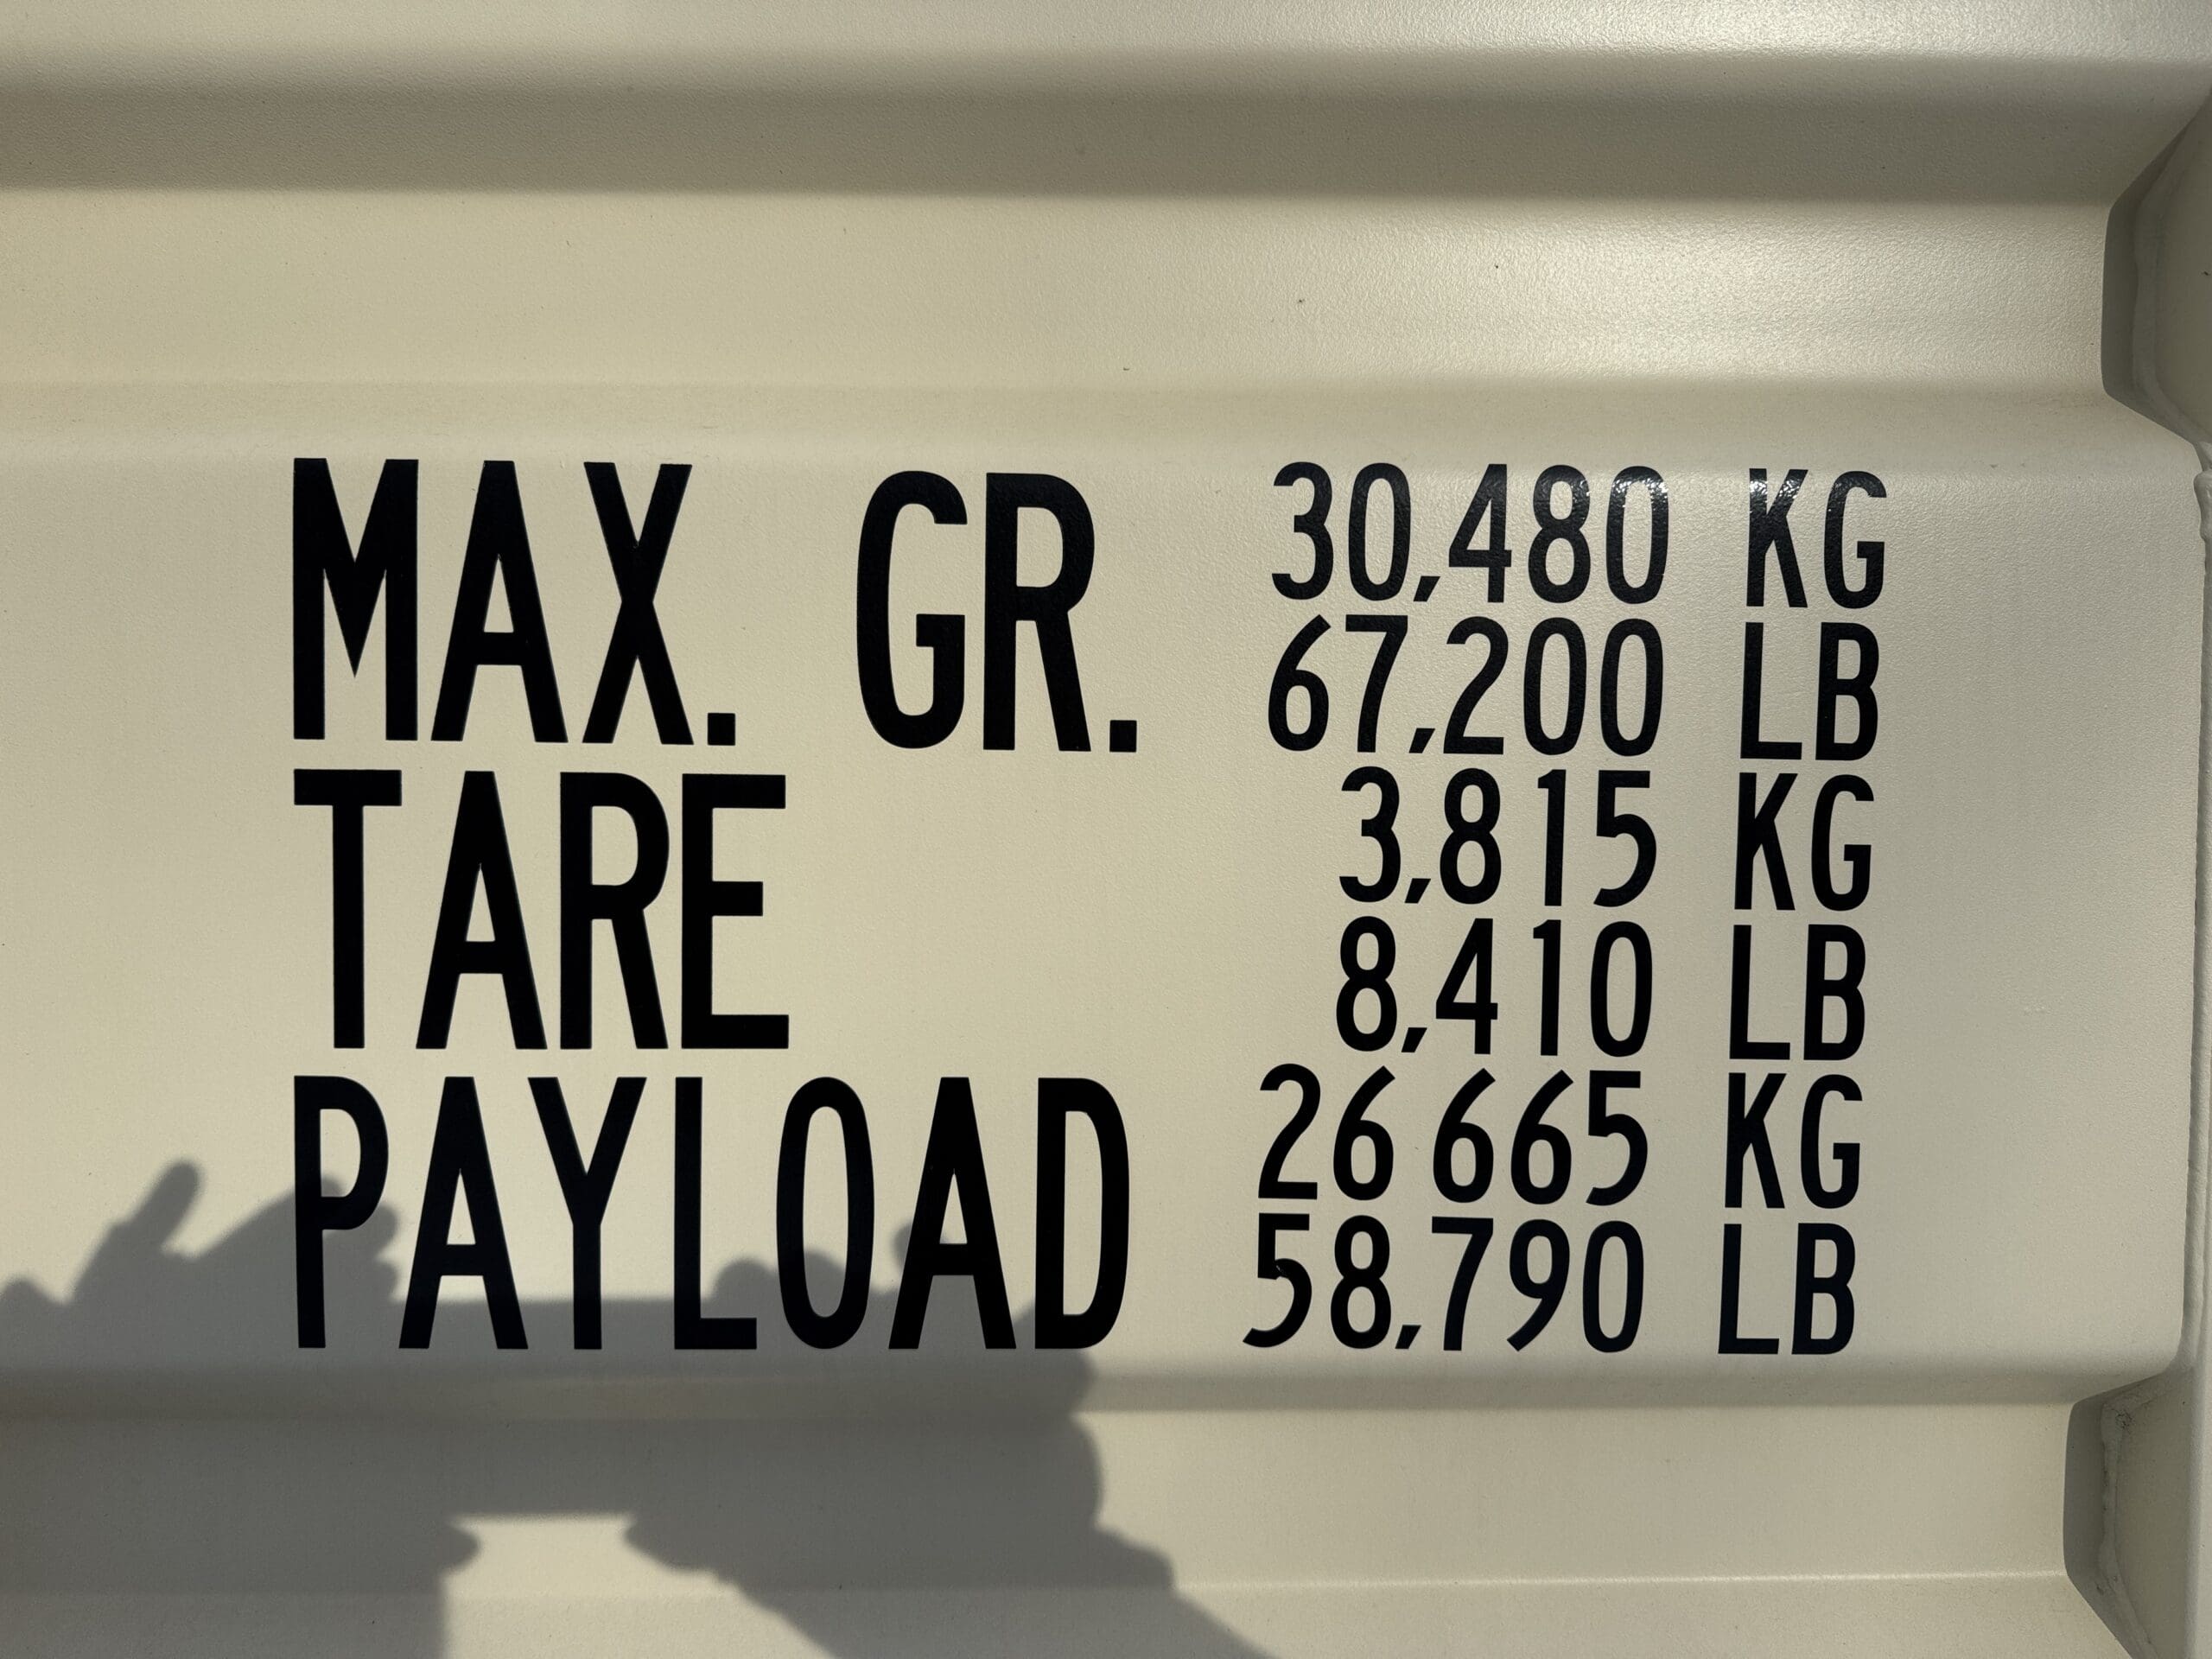 MAX. GR. 30,480 KG
67,200 LB
TARE 3,815 KG
8,410 LB
PAYLOAD 26 665 KG
58,790 LB